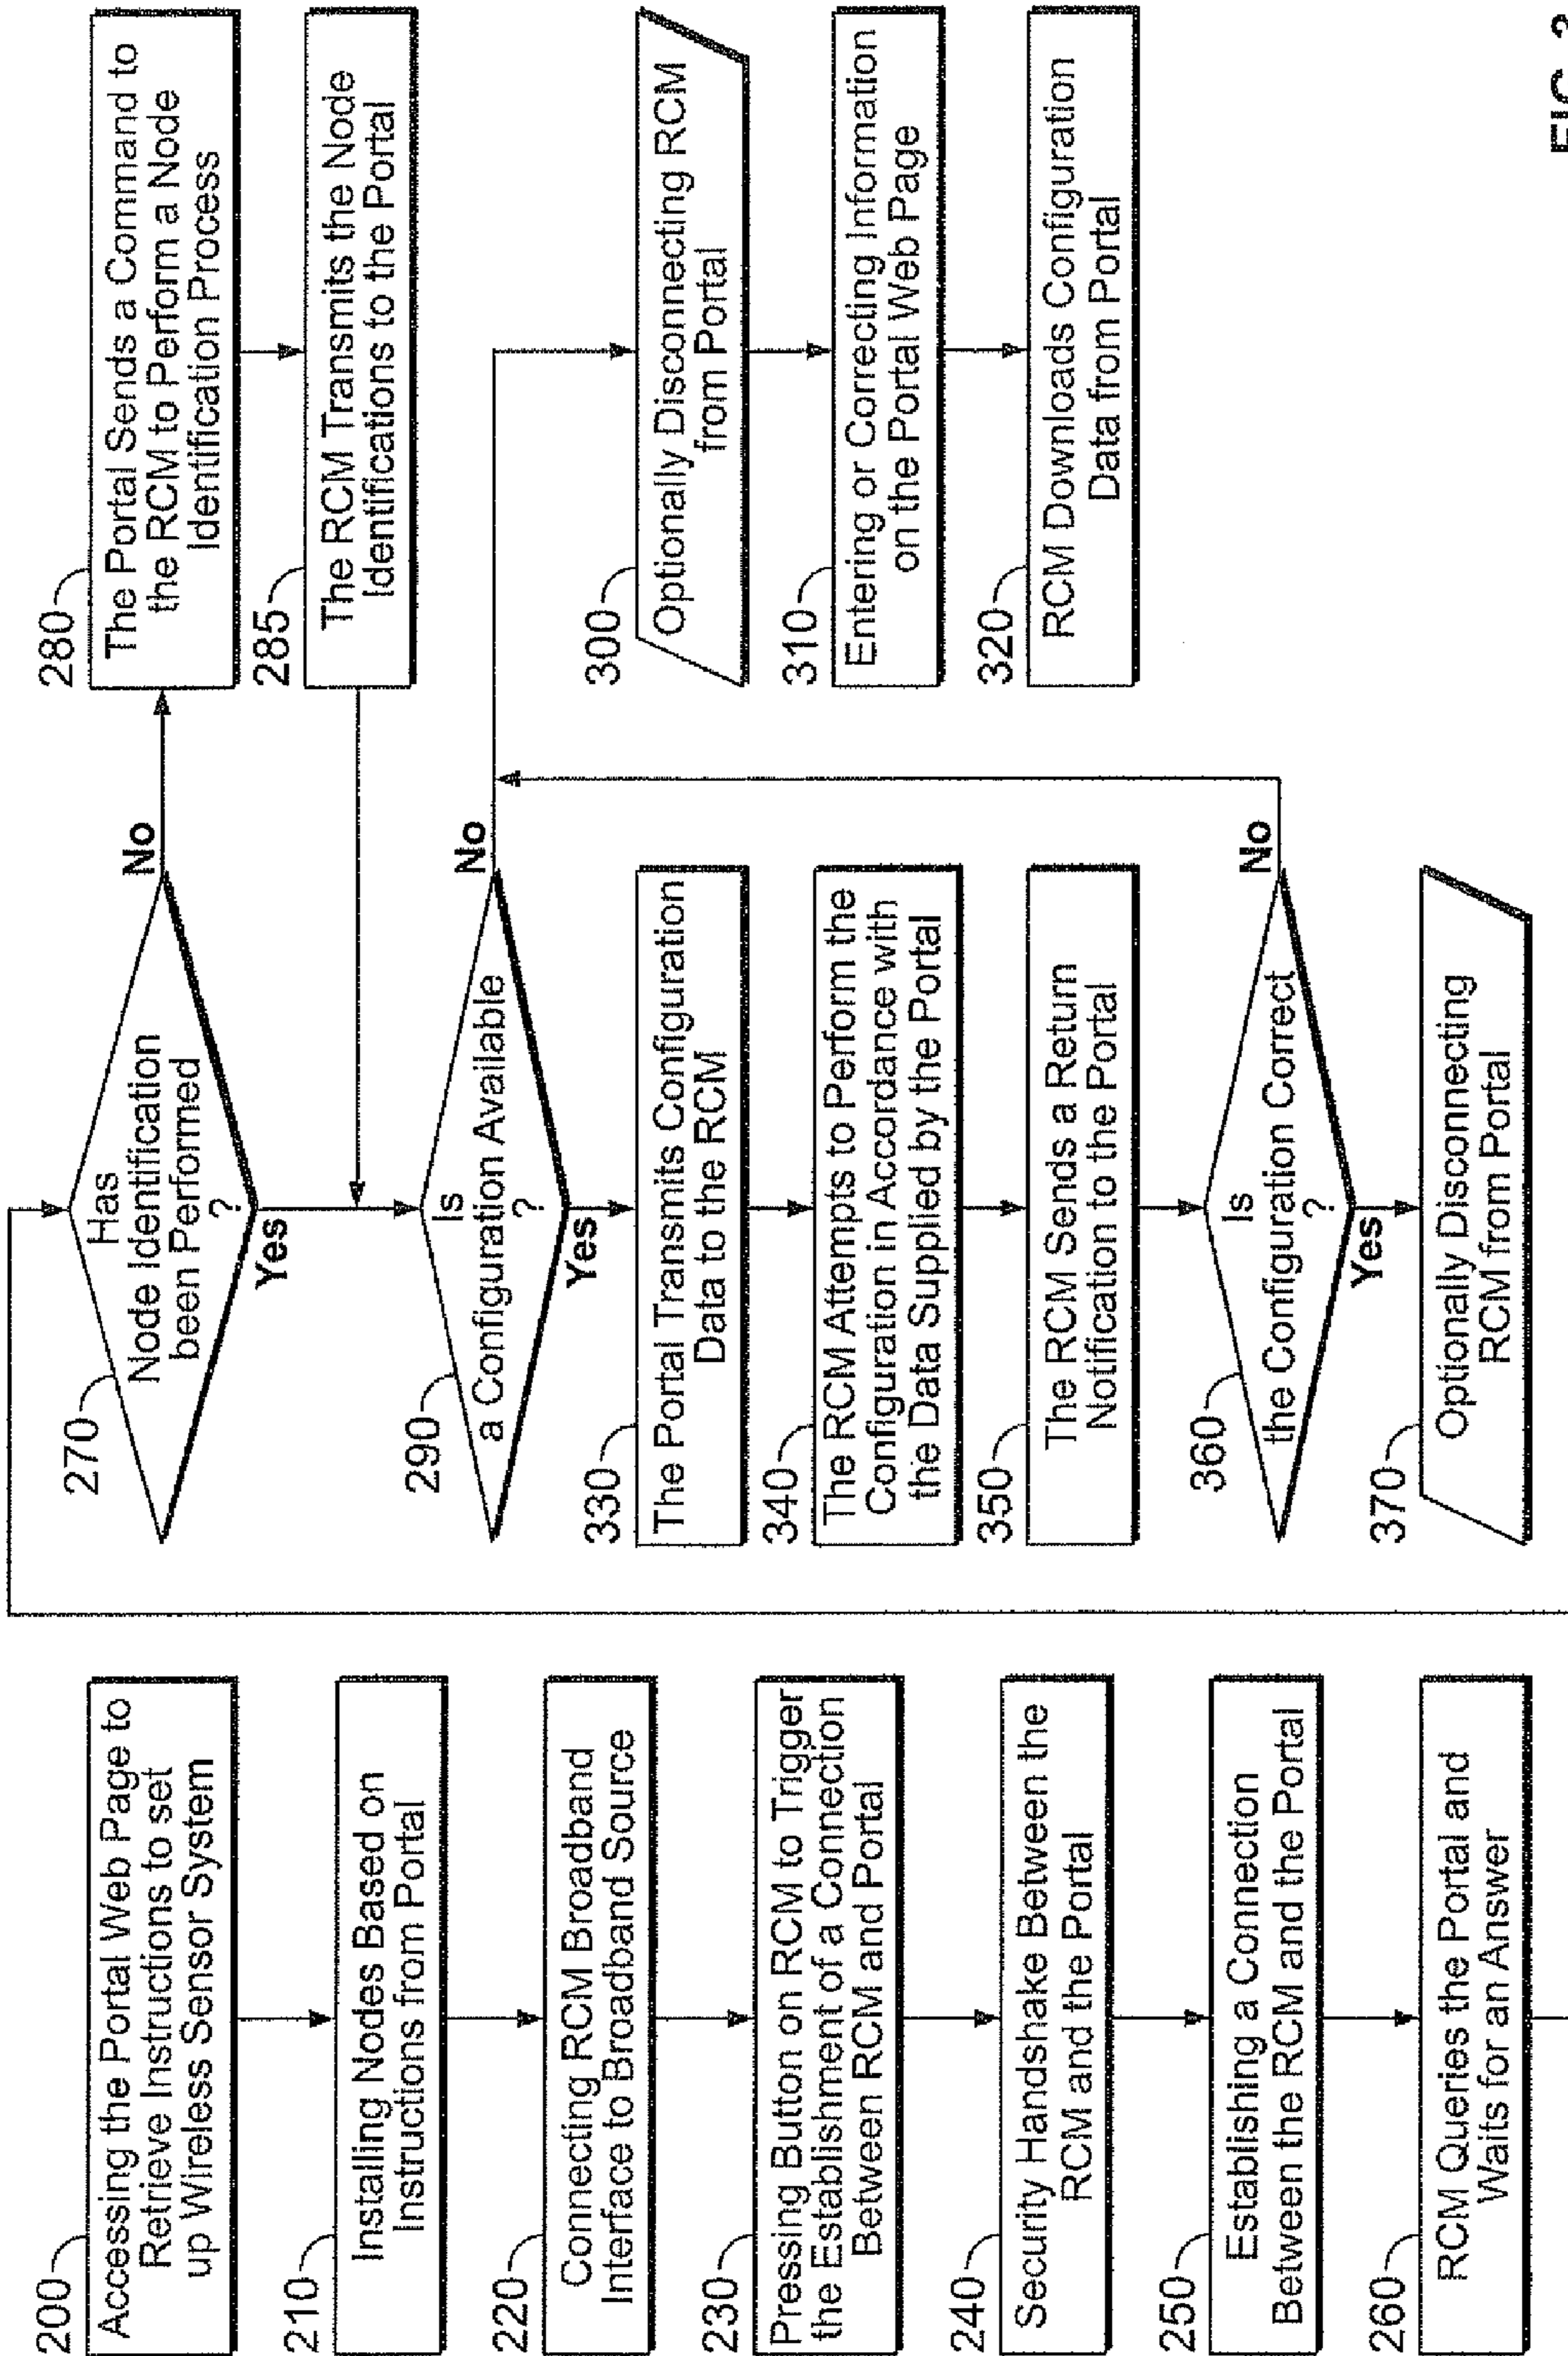 200
Accessing the Portal Web Page to
Retrieve Instructions to set
up Wireless Sensor System
210
Installing Nodes Based on
Instructions from Portal
220
Connecting RCM Broadband
Interface to Broadband Source
230
Pressing Button on RCM to Trigger
the Establishment of a Connection
Between RCM and Portal
240
Security Handshake Between the
RCM and the Portal
250
Establishing a Connection
Between the RCM and the Portal
260
RCM Queries the Portal and
Waits for an Answer
270
Has
Node Identification
been Performed
?
No
Yes
290
Is
a Configuration Available
?
No
Yes
330
The Portal Transmits Configuration
Data to the RCM
340
The RCM Attempts to Perform the
Configuration in Accordance with
the Data Supplied by the Portal
350
The RCM Sends a Return
Notification to the Portal
360
Is
the Configuration Correct
?
No
Yes
370
Optionally Disconnecting
RCM from Portal
280
The Portal Sends a Command to
the RCM to Perform a Node
Identification Process
285
The RCM Transmits the Node
Identifications to the Portal
300
Optionally Disconnecting RCM
from Portal
310
Entering or Correcting Information
on the Portal Web Page
320
RCM Downloads Configuration
Data from Portal